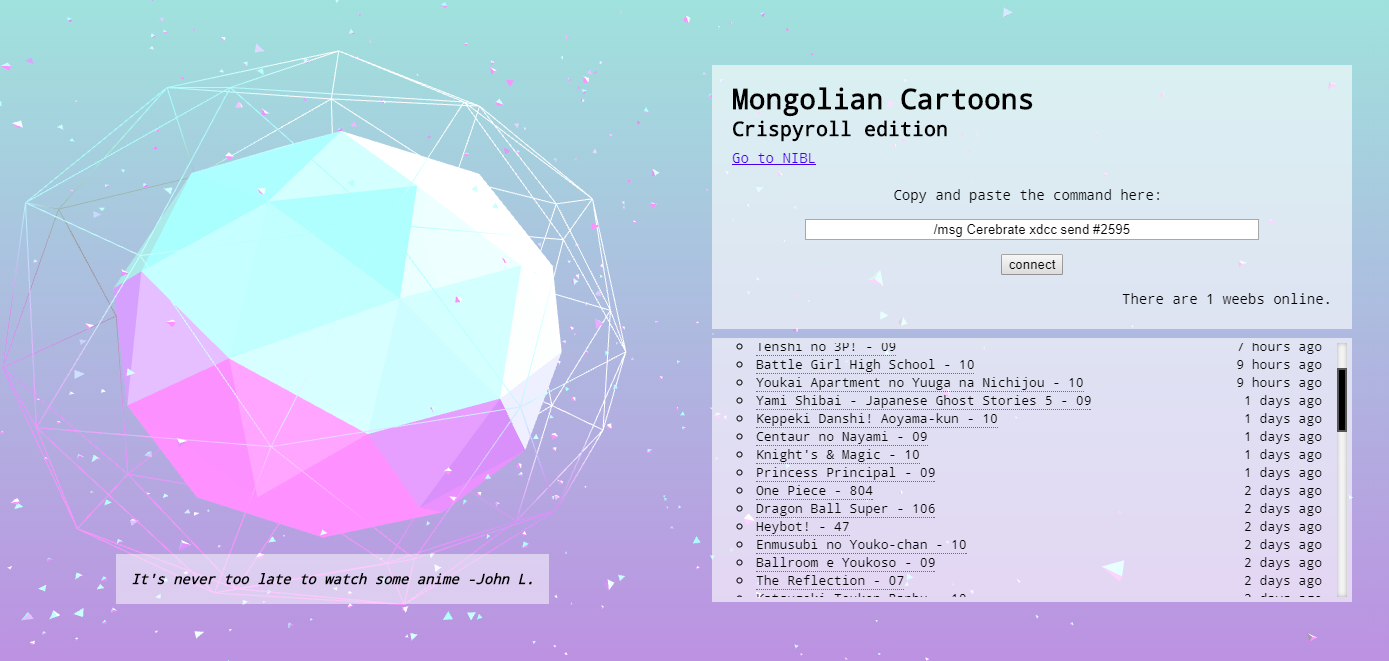 Mongolian Cartoons
Crispyroll edition
Go to NIBL
Copy and paste the command here:
/msg Cerebrate xdcc send #2595
connect
There are 1 weebs online.
Tenshi no 3P! - 09 7 hours ago
Battle Girl High School - 10 9 hours ago
Youkai Apartment no Yuuga na Nichijou - 10 9 hours ago
Yami Shibai - Japanese Ghost Stories 5 - 09 1 days ago
Keppeki Danshi! Aoyama-kun - 10 1 days ago
Centaur no Nayami - 09 1 days ago
Knight's & Magic - 10 1 days ago
Princess Principal - 09 1 days ago
One Piece - 804 2 days ago
Dragon Ball Super - 106 2 days ago
Heybot! - 47 2 days ago
Enmusubi no Youko-chan - 10 2 days ago
Ballroom e Youkoso - 09 2 days ago
The Reflection - 07 2 days ago
It's never too late to watch some anime -John L.